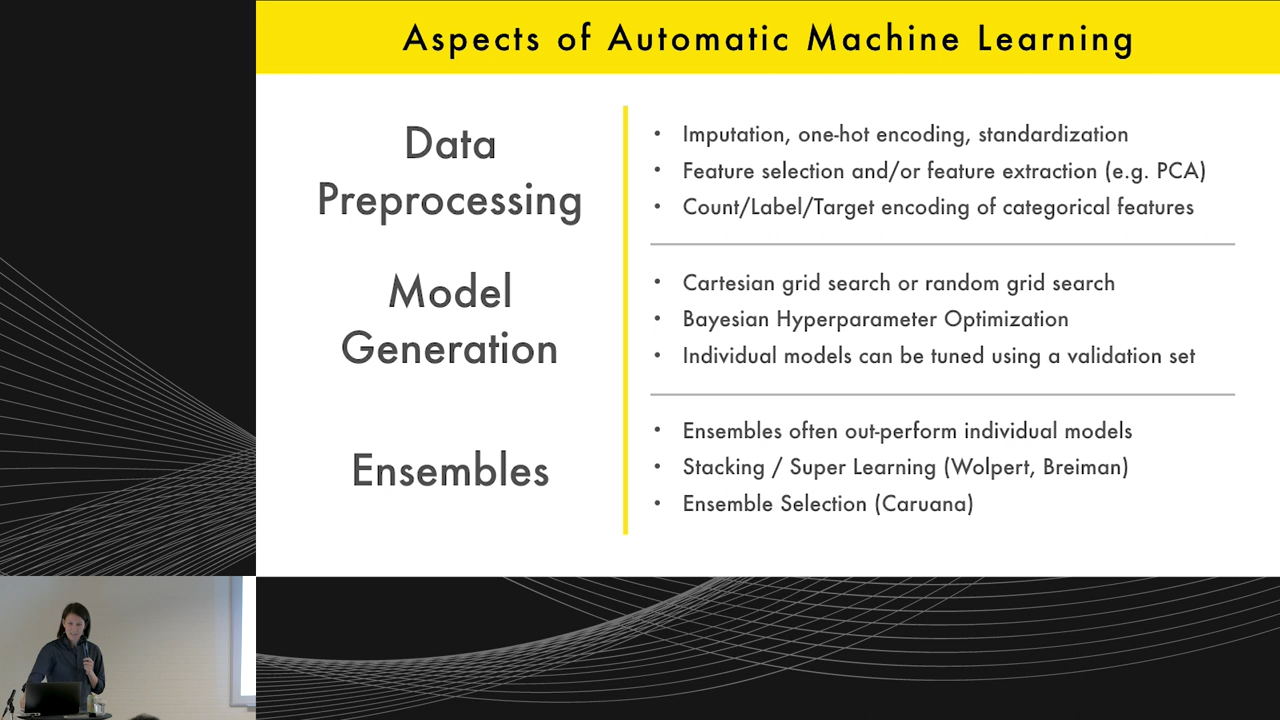 Aspects of Automatic Machine Learning
Data
Preprocessing
• Imputation, one-hot encoding, standardization
• Feature selection and/or feature extraction (e.g. PCA)
• Count/Label/Target encoding of categorical features
Model
Generation
• Cartesian grid search or random grid search
• Bayesian Hyperparameter Optimization
• Individual models can be tuned using a validation set
Ensembles
• Ensembles often out-perform individual models
• Stacking / Super Learning (Wolpert, Breiman)
• Ensemble Selection (Caruana)